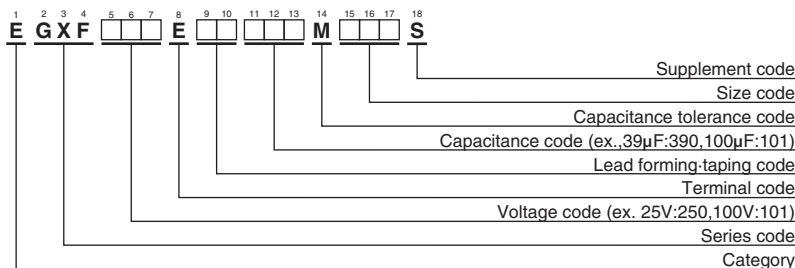 1 2 3 4 5 6 7 8 9 10 11 12 13 14 15 16 17 18
E GXF E M S
Supplement code
Size code
Capacitance tolerance code
Capacitance code (ex.,39μF:390,100μF:101)
Lead forming·taping code
Terminal code
Voltage code (ex. 25V:250,100V:101)
Series code
Category